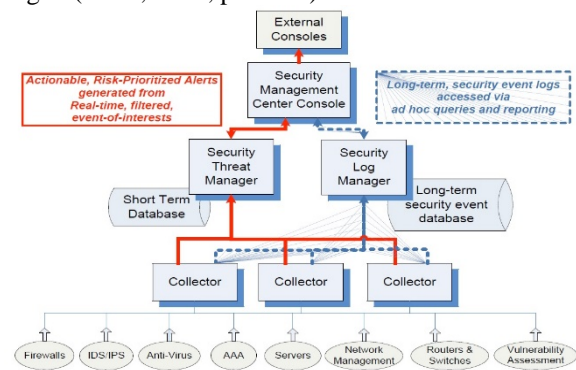 External
Consoles
Actionable, Risk-Prioritized Alerts
generated from
Real-time, filtered,
event-of-interests
Security
Management
Center Console
Long-term, security event logs
accessed via
ad hoc queries and reporting
Security
Threat
Manager
Security
Log
Manager
Short Term
Database
Long-term
security event
database
Collector
Collector
Collector
Firewalls
IDS/IPS
Anti-Virus
AAA
Servers
Network
Management
Routers &
Switches
Vulnerability
Assessment